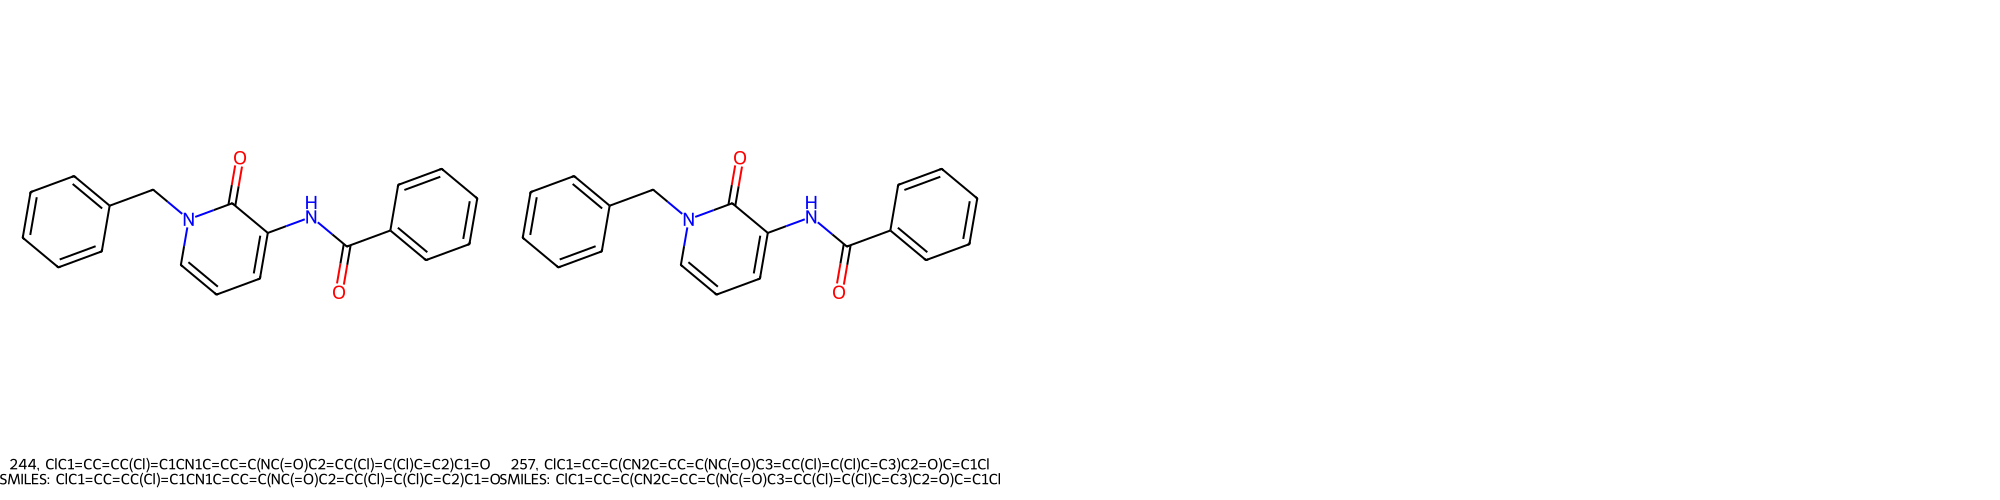 O
H
N
N
O
O
H
N
N
O
244, ClC1=CC=CC(Cl)=C1CN1C=CC=C(NC(=O)C2=CC(Cl)=C(Cl)C=C2)C1=O
SMILES: ClC1=CC=CC(Cl)=C1CN1C=CC=C(NC(=O)C2=CC(Cl)=C(Cl)C=C2)C1=O
257, ClC1=CC=C(CN2C=CC=C(NC(=O)C3=CC(Cl)=C(Cl)C=C3)C2=O)C=C1Cl
SMILES: ClC1=CC=C(CN2C=CC=C(NC(=O)C3=CC(Cl)=C(Cl)C=C3)C2=O)C=C1Cl